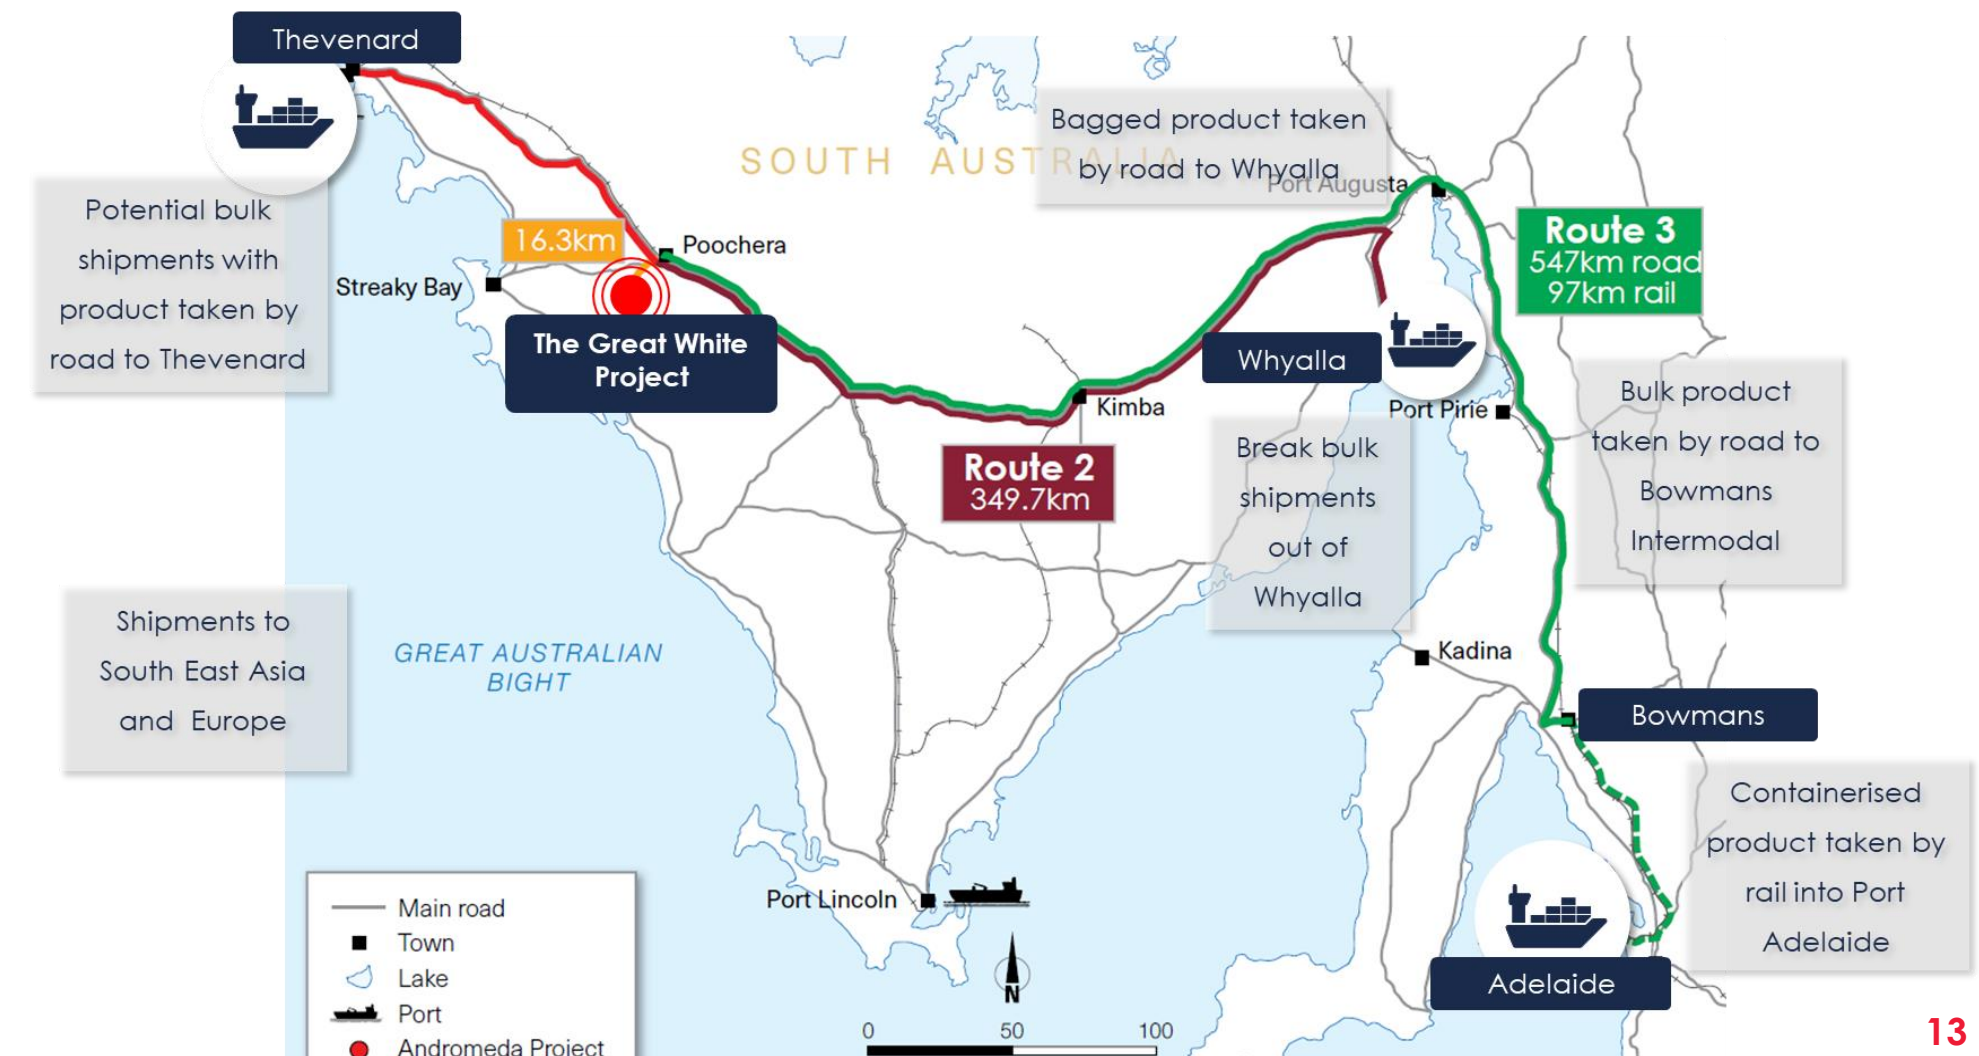 Thevenard
Potential bulk
shipments with
product taken by
road to Thevenard
SOUTH AUSTRALIA
Bagged product taken
by road to Whyalla
Port Augusta
Route 3
547km road
97km rail
16.3km
Poochera
Streaky Bay
The Great White
Project
Whyalla
Kimba
Port Pirie
Route 2
349.7km
Break bulk
shipments
out of
Whyalla
Bulk product
taken by road to
Bowmans
Intermodal
Shipments to
South East Asia
and Europe
GREAT AUSTRALIAN
BIGHT
Kadina
Bowmans
Containerised
product taken by
rail into Port
Adelaide
Port Lincoln
Adelaide
Main road
Town
Lake
Port
Andromeda Project
N
0 50 100
13